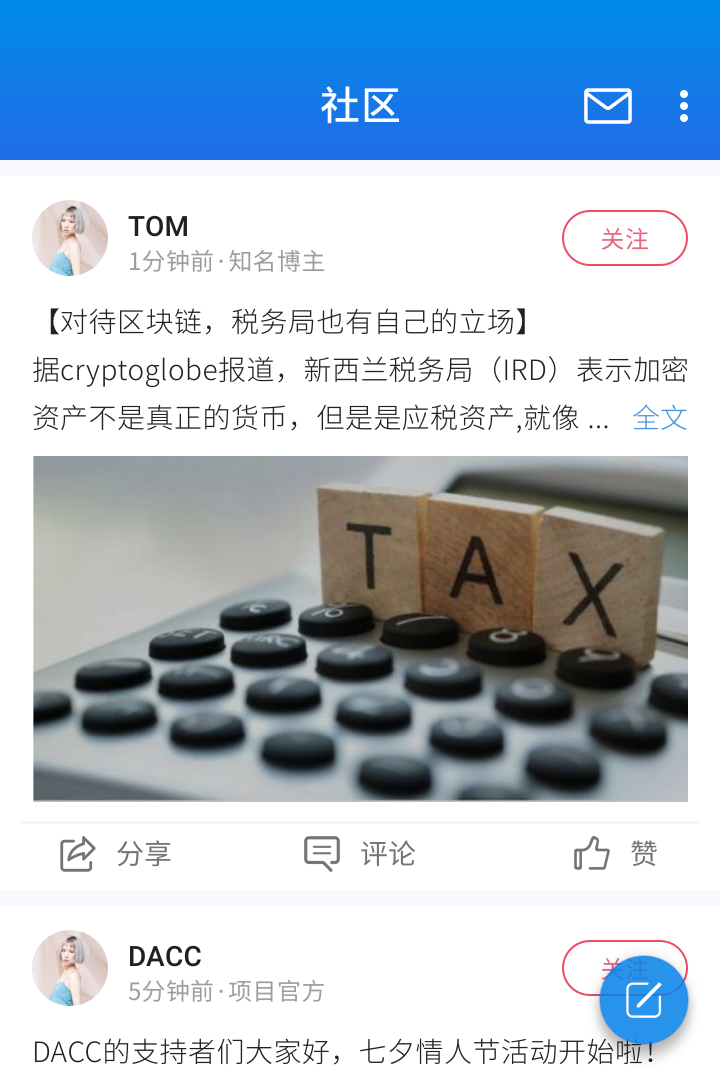 社区
TOM
关注
1分钟前·知名博主
【对待区块链，税务局也有自己的立场】
据cryptoglobe报道，新西兰税务局（IRD）表示加密
资产不是真正的货币，但是是应税资产,就像 ... 全文
TAX
分享 评论 赞
DACC
关注
5分钟前·项目官方
DACC的支持者们大家好，七夕情人节活动开始啦！